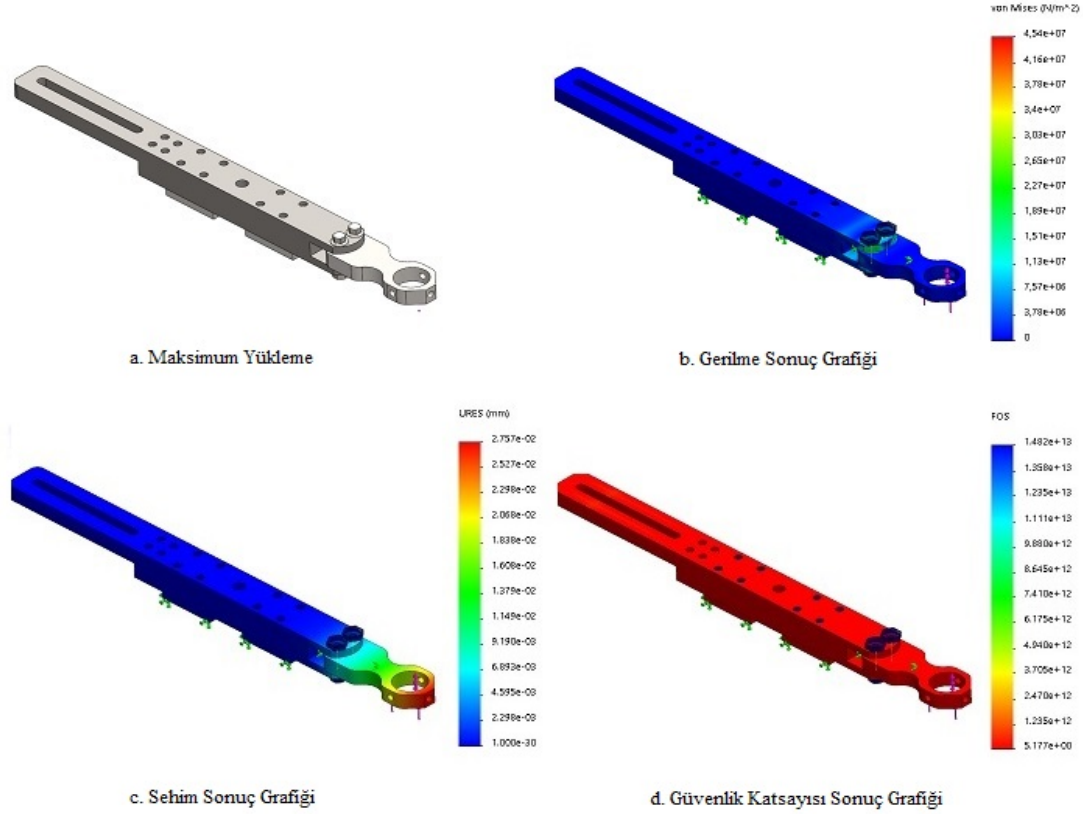 von Mises (N/m^2)
4,54e+07
4,16e+07
3,78e+07
3,4e+07
3,03e+07
2,65e+07
2,27e+07
1,89e+07
1,51e+07
1,13e+07
7,57e+06
3,78e+06
0
a. Maksimum Yükleme
b. Gerilme Sonuç Grafiği
URES (mm)
2.757e-02
2.527e-02
2.298e-02
2.068e-02
1.838e-02
1.608e-02
1.379e-02
1.149e-02
9.190e-03
6.893e-03
4.595e-03
2.298e-03
1.000e-30
FOS
1.482e+13
1.358e+13
1.235e+13
1.111e+13
9.880e+12
8.645e+12
7.410e+12
6.175e+12
4.940e+12
3.705e+12
2.470e+12
1.235e+12
5.177e+00
c. Sehim Sonuç Grafiği
d. Güvenlik Katsayısı Sonuç Grafiği